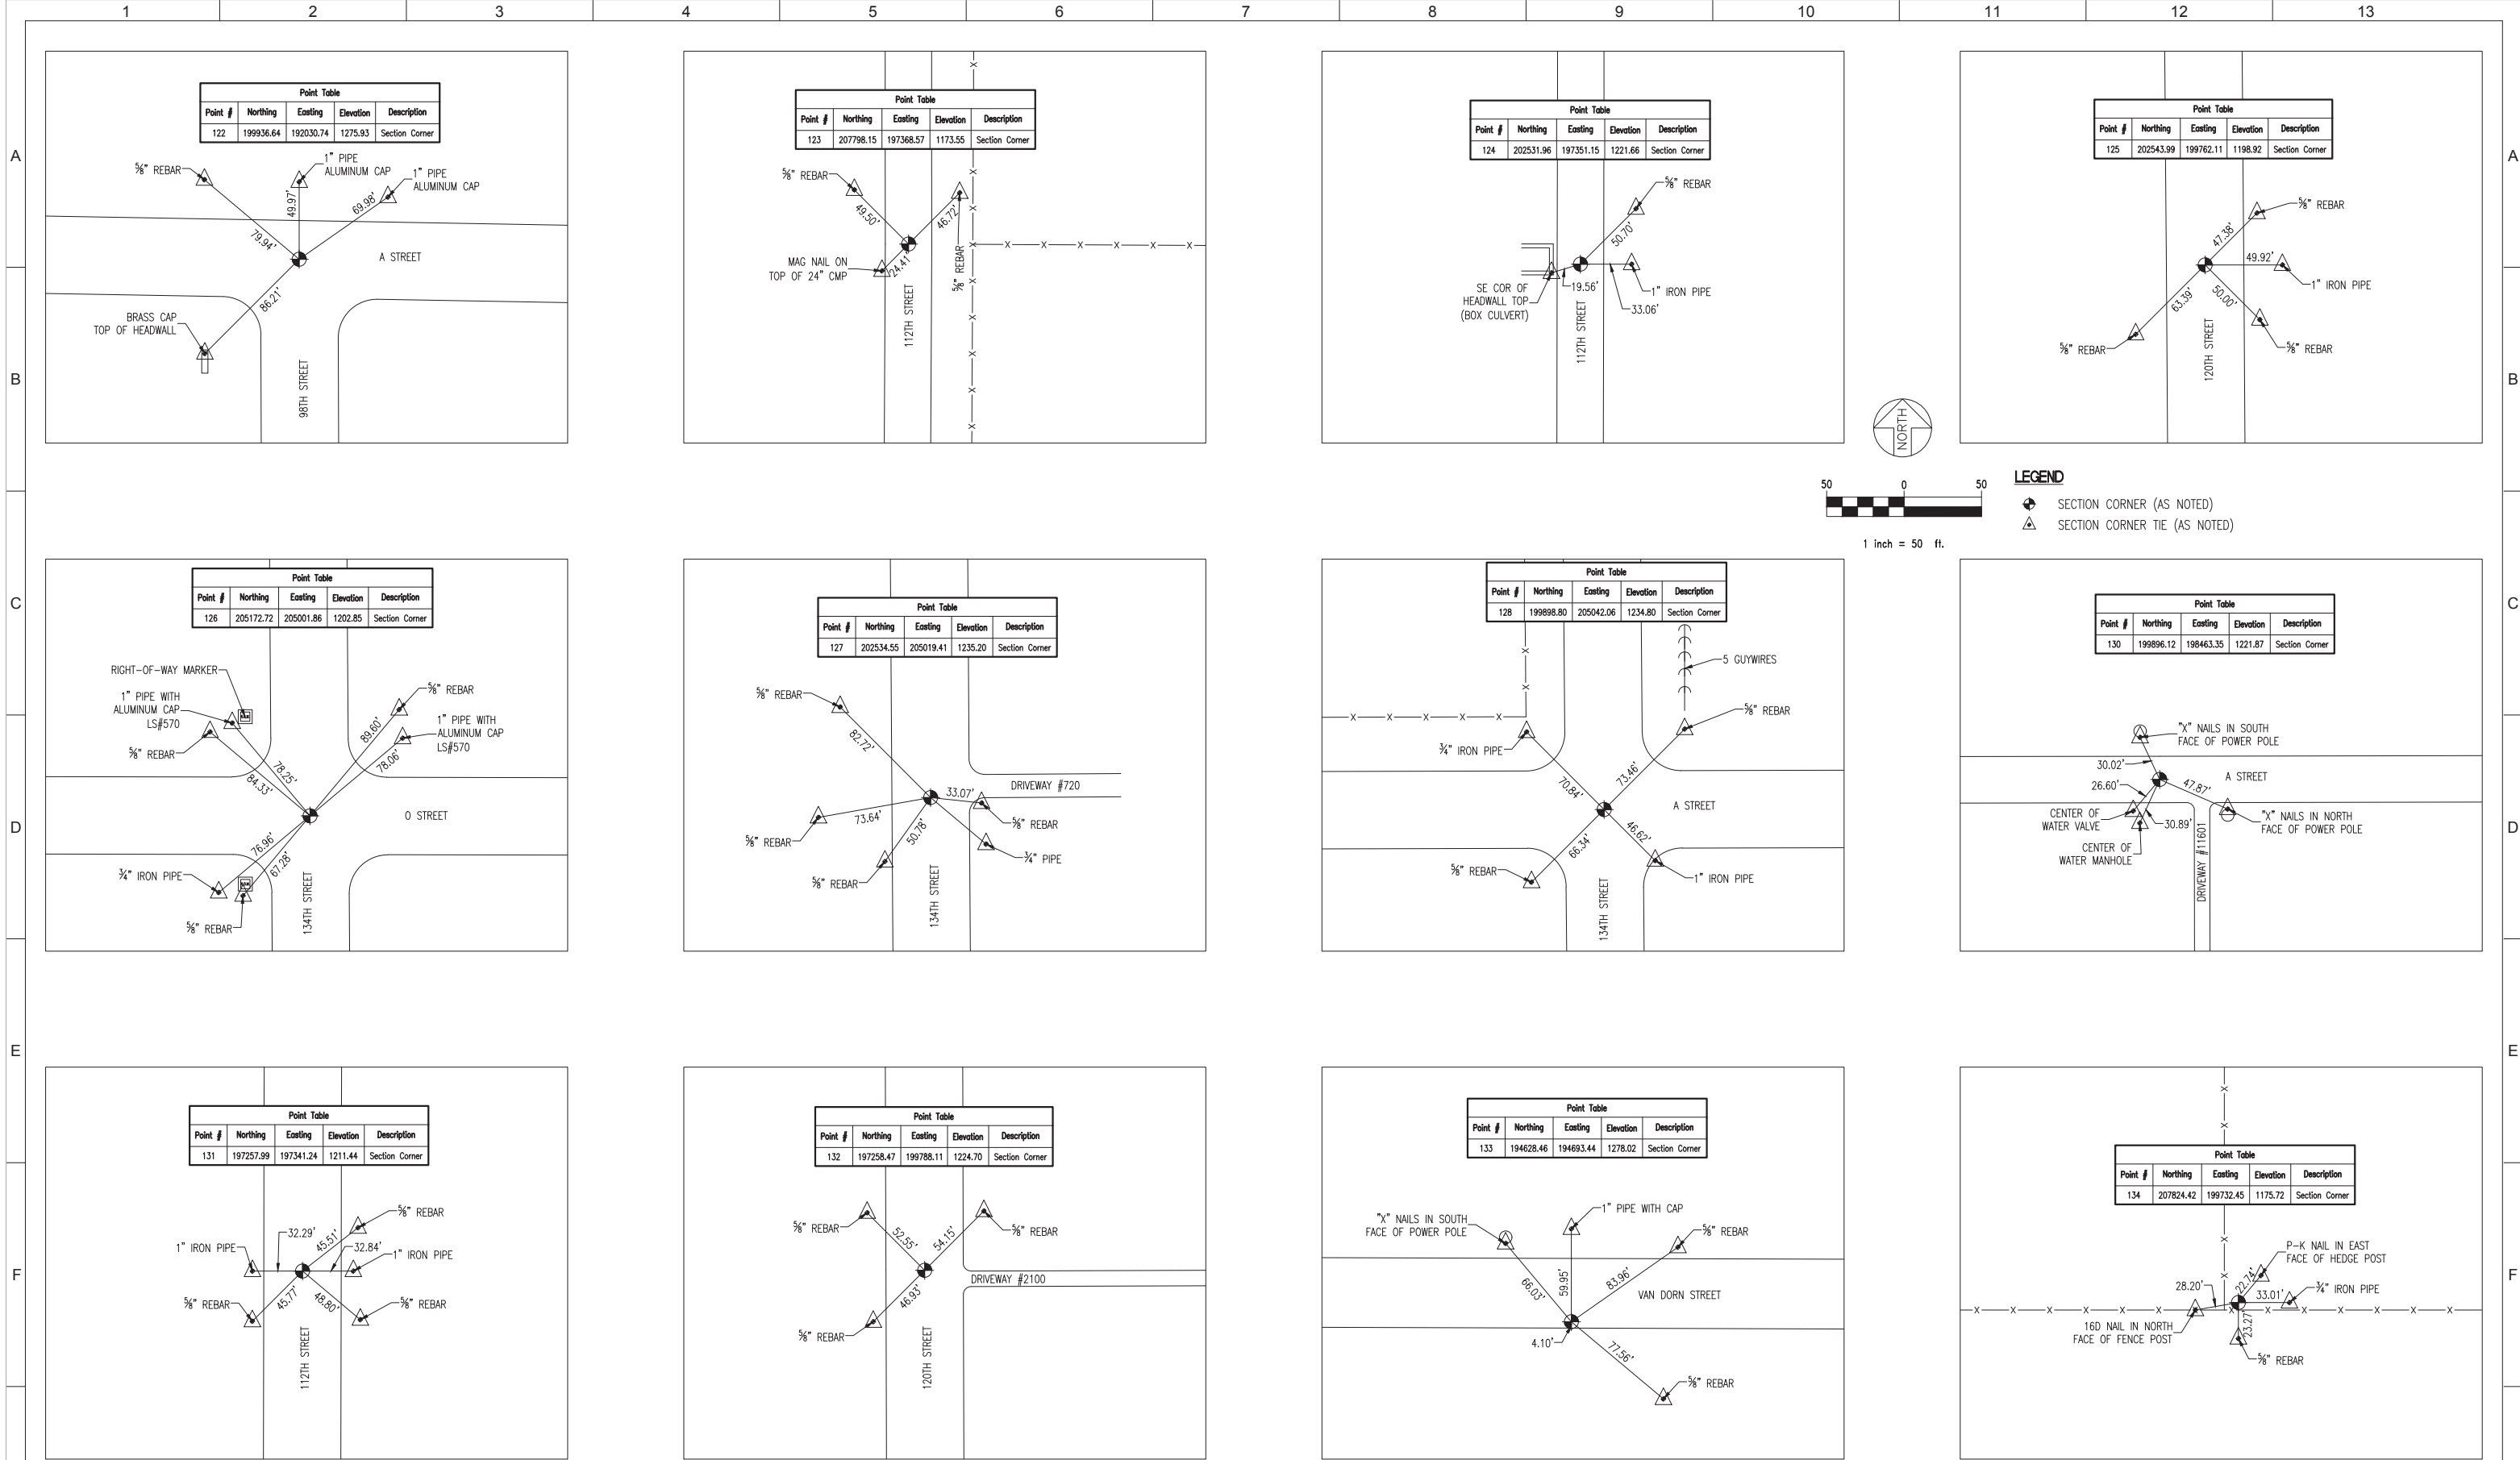 1 2 3 4 5 6 7 8 9 10 11 12 13
A
B
C
D
E
F
A
B
C
D
E
F
Point Table
Point # Northing Easting Elevation Description
122 199936.64 192030.74 1275.93 Section Corner
⅝" REBAR
1" PIPE
ALUMINUM CAP
1" PIPE
ALUMINUM CAP
49.97'
69.98'
79.94'
A STREET
86.21'
BRASS CAP
TOP OF HEADWALL
98TH STREET
Point Table
Point # Northing Easting Elevation Description
123 207798.15 197368.57 1173.55 Section Corner
⅝" REBAR
49.50'
46.72'
MAG NAIL ON
TOP OF 24" CMP
24.41'
⅝" REBAR
112TH STREET
Point Table
Point # Northing Easting Elevation Description
124 202531.96 197351.15 1221.66 Section Corner
⅝" REBAR
50.70'
SE COR OF
HEADWALL TOP
(BOX CULVERT)
19.56'
1" IRON PIPE
33.06'
112TH STREET
Point Table
Point # Northing Easting Elevation Description
125 202543.99 199762.11 1198.92 Section Corner
⅝" REBAR
47.38'
49.92'
1" IRON PIPE
63.39'
50.00'
⅝" REBAR
⅝" REBAR
120TH STREET
NORTH
50 0 50
1 inch = 50 ft.
LEGEND
SECTION CORNER (AS NOTED)
SECTION CORNER TIE (AS NOTED)
Point Table
Point # Northing Easting Elevation Description
126 205172.72 205001.86 1202.85 Section Corner
RIGHT-OF-WAY MARKER
1" PIPE WITH
ALUMINUM CAP
LS#570
⅝" REBAR
⅝" REBAR
1" PIPE WITH
ALUMINUM CAP
LS#570
89.60'
78.06'
78.25'
84.33'
O STREET
76.96'
67.28'
¾" IRON PIPE
⅝" REBAR
134TH STREET
Point Table
Point # Northing Easting Elevation Description
127 202534.55 205019.41 1235.20 Section Corner
⅝" REBAR
82.72'
DRIVEWAY #720
33.07'
73.64'
50.78'
⅝" REBAR
⅝" REBAR
¾" PIPE
⅝" REBAR
134TH STREET
Point Table
Point # Northing Easting Elevation Description
128 199898.80 205042.06 1234.80 Section Corner
5 GUYWIRES
⅝" REBAR
¾" IRON PIPE
70.84'
73.46'
A STREET
66.34'
46.62'
⅝" REBAR
1" IRON PIPE
134TH STREET
Point Table
Point # Northing Easting Elevation Description
130 199896.12 198463.35 1221.87 Section Corner
"X" NAILS IN SOUTH
FACE OF POWER POLE
30.02'
A STREET
26.60'
47.87'
CENTER OF
WATER VALVE
30.89'
"X" NAILS IN NORTH
FACE OF POWER POLE
CENTER OF
WATER MANHOLE
DRIVEWAY #11601
Point Table
Point # Northing Easting Elevation Description
131 197257.99 197341.24 1211.44 Section Corner
⅝" REBAR
32.29'
45.51'
32.84'
1" IRON PIPE
1" IRON PIPE
⅝" REBAR
45.77'
48.80'
⅝" REBAR
112TH STREET
Point Table
Point # Northing Easting Elevation Description
132 197258.47 199788.11 1224.70 Section Corner
⅝" REBAR
52.55'
54.15'
⅝" REBAR
DRIVEWAY #2100
46.93'
⅝" REBAR
120TH STREET
Point Table
Point # Northing Easting Elevation Description
133 194628.46 194693.44 1278.02 Section Corner
1" PIPE WITH CAP
"X" NAILS IN SOUTH
FACE OF POWER POLE
⅝" REBAR
66.03'
59.95'
83.96'
VAN DORN STREET
4.10'
77.56'
⅝" REBAR
Point Table
Point # Northing Easting Elevation Description
134 207824.42 199732.45 1175.72 Section Corner
P-K NAIL IN EAST
FACE OF HEDGE POST
28.20'
22.74'
33.01'
¾" IRON PIPE
16D NAIL IN NORTH
FACE OF FENCE POST
23.27'
⅝" REBAR